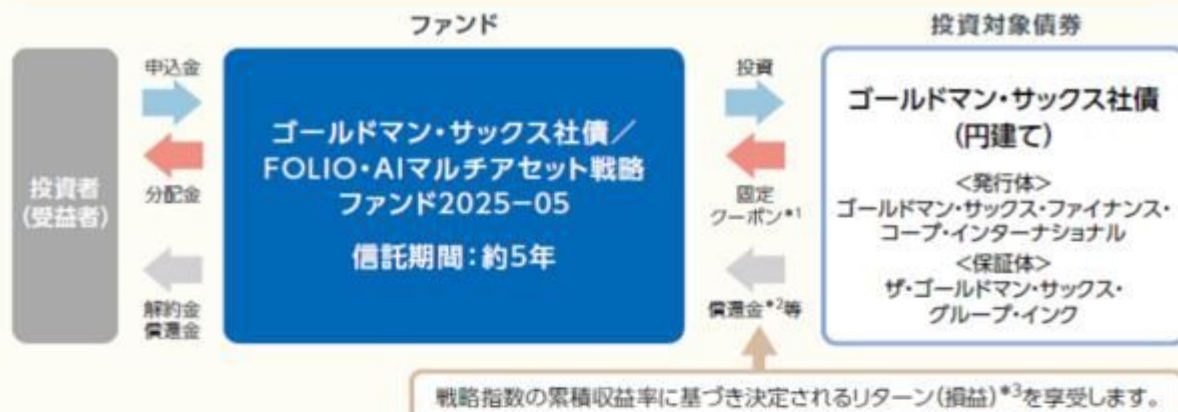 ファンド
投資対象債券
投資者
(受益者)
申込金
分配金
解約金
償還金
ゴールドマン・サックス社債/
FOLIO・AIマルチアセット戦略
ファンド2025-05
信託期間:約5年
投資
固定
クーポン*1
償還金*2等
ゴールドマン・サックス社債
(円建て)
<発行体>
ゴールドマン・サックス・ファイナンス・
コープ・インターナショナル
<保証体>
ザ・ゴールドマン・サックス・
グループ・インク
戦略指数の累積収益率に基づき決定されるリターン(損益)*3を享受します。